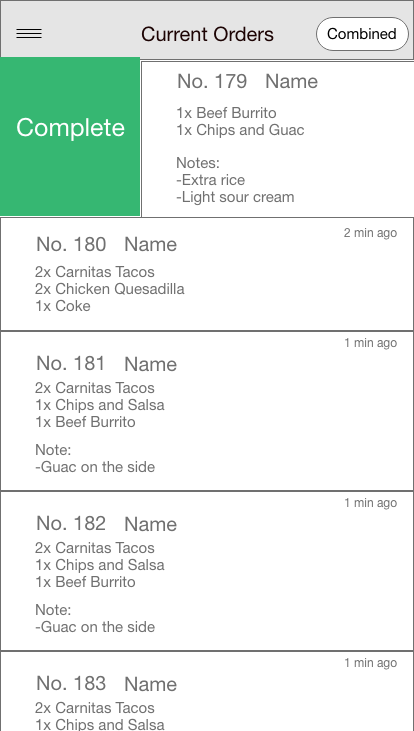 Current Orders
Combined
Complete
No. 179 Name
1x Beef Burrito
1x Chips and Guac
Notes:
-Extra rice
-Light sour cream
2 min ago
No. 180 Name
2x Carnitas Tacos
2x Chicken Quesadilla
1x Coke
1 min ago
No. 181 Name
2x Carnitas Tacos
1x Chips and Salsa
1x Beef Burrito
Note:
-Guac on the side
1 min ago
No. 182 Name
2x Carnitas Tacos
1x Chips and Salsa
1x Beef Burrito
Note:
-Guac on the side
1 min ago
No. 183 Name
2x Carnitas Tacos
1x Chips and Salsa